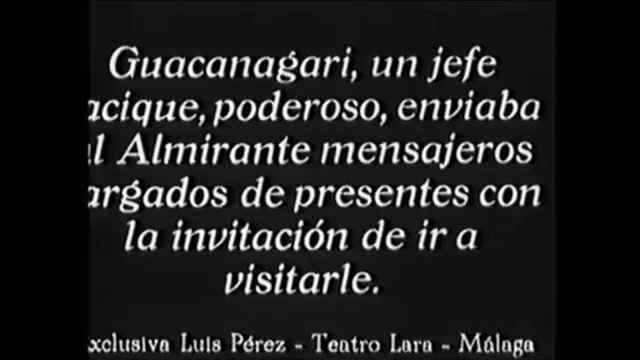 Guacanagari, un jefe
acique, poderoso, enviaba
al Almirante mensajeros
argados de presentes con
la invitación de ir a
visitarle.
xclusiva Luis Pérez - Teatro Lara - Málaga